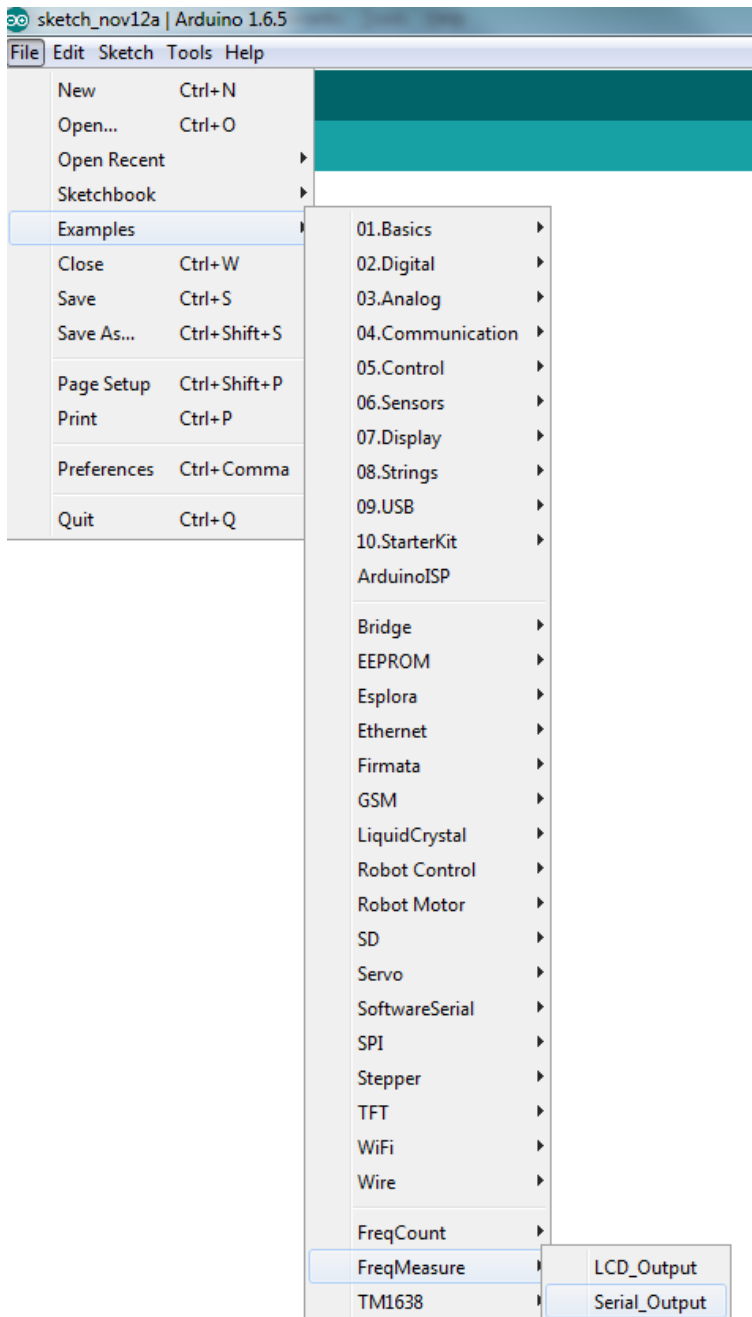 sketch_nov12a | Arduino 1.6.5
File Edit Sketch Tools Help
New Ctrl+N
Open... Ctrl+O
Open Recent
Sketchbook
Examples
Close Ctrl+W
Save Ctrl+S
Save As... Ctrl+Shift+S
Page Setup Ctrl+Shift+P
Print Ctrl+P
Preferences Ctrl+Comma
Quit Ctrl+Q
01.Basics
02.Digital
03.Analog
04.Communication
05.Control
06.Sensors
07.Display
08.Strings
09.USB
10.StarterKit
ArduinoISP
Bridge
EEPROM
Esplora
Ethernet
Firmata
GSM
LiquidCrystal
Robot Control
Robot Motor
SD
Servo
SoftwareSerial
SPI
Stepper
TFT
WiFi
Wire
FreqCount
FreqMeasure
TM1638
LCD_Output
Serial_Output